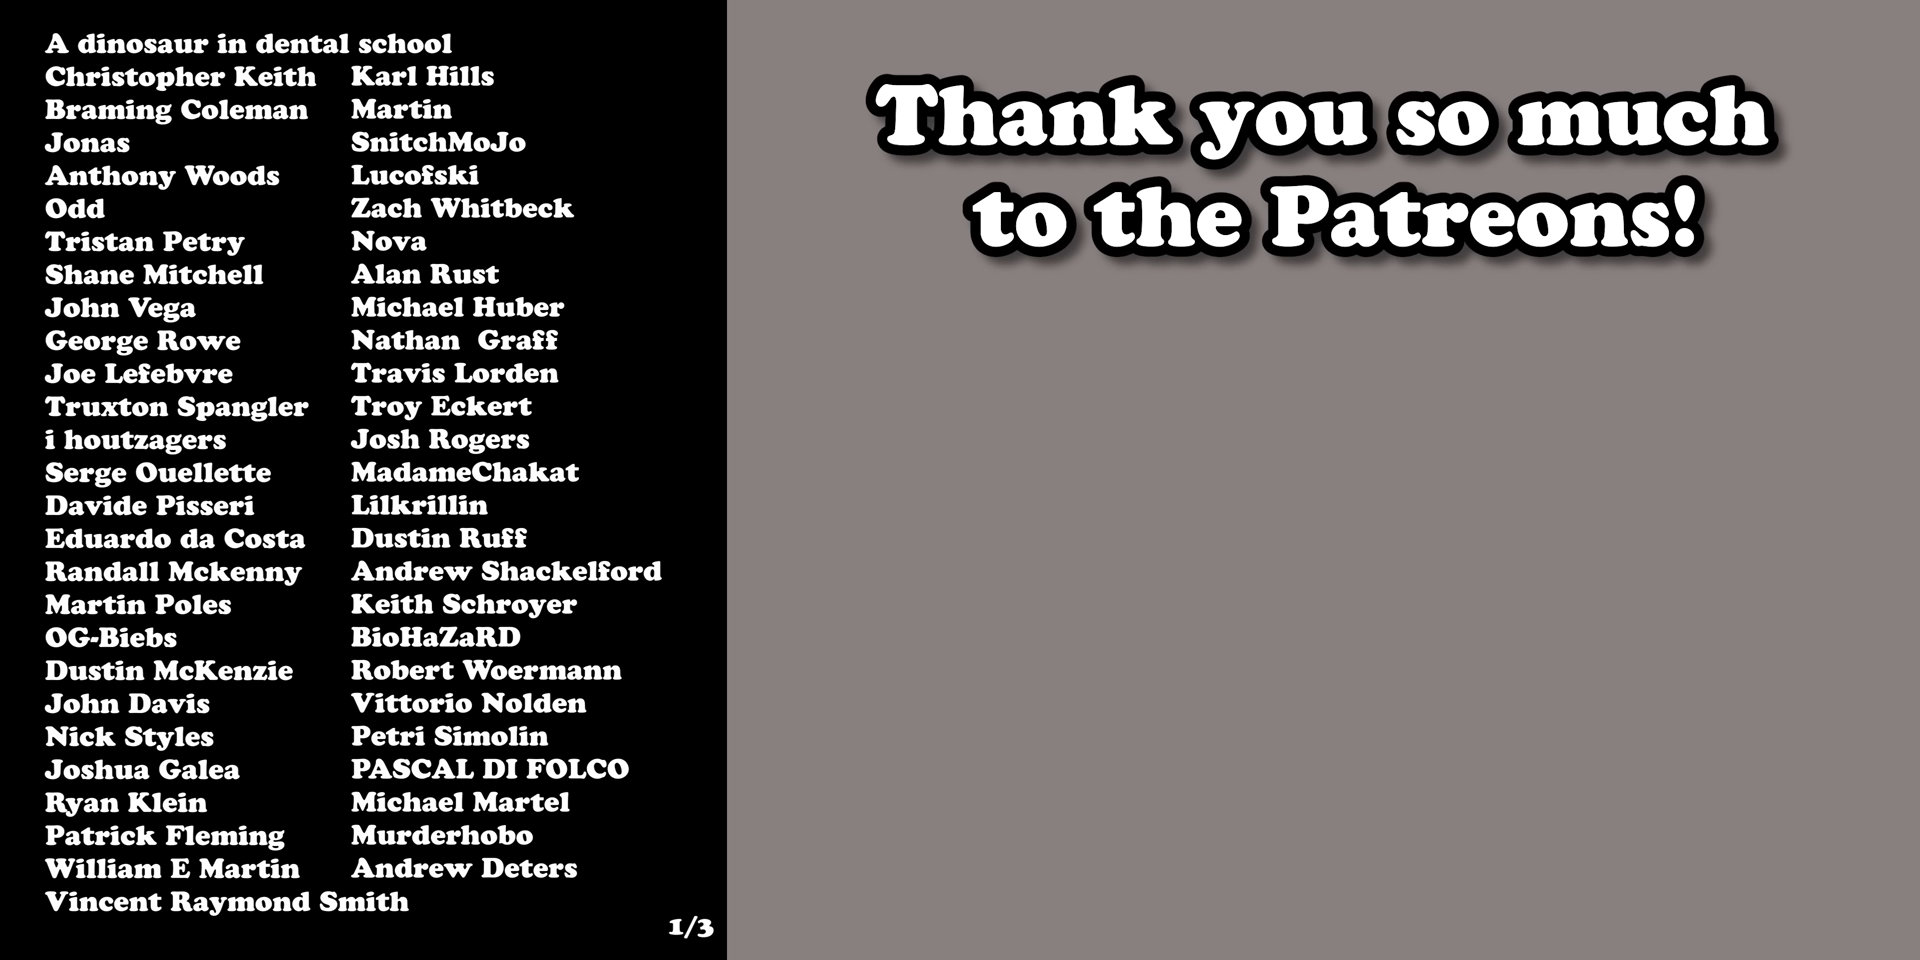 A dinosaur in dental school
Christopher Keith
Braming Coleman
Jonas
Anthony Woods
Odd
Tristan Petry
Shane Mitchell
John Vega
George Rowe
Joe Lefebvre
Truxton Spangler
i houtzagers
Serge Ouellette
Davide Pisseri
Eduardo da Costa
Randall Mckenny
Martin Poles
OG-Biebs
Dustin McKenzie
John Davis
Nick Styles
Joshua Galea
Ryan Klein
Patrick Fleming
William E Martin
Vincent Raymond Smith
Karl Hills
Martin
SnitchMoJo
Lucofski
Zach Whitbeck
Nova
Alan Rust
Michael Huber
Nathan  Graff
Travis Lorden
Troy Eckert
Josh Rogers
MadameChakat
Lilkrillin
Dustin Ruff
Andrew Shackelford
Keith Schroyer
BioHaZaRD
Robert Woermann
Vittorio Nolden
Petri Simolin
PASCAL DI FOLCO
Michael Martel
Murderhobo
Andrew Deters
1/3
Thank you so much
to the Patreons!